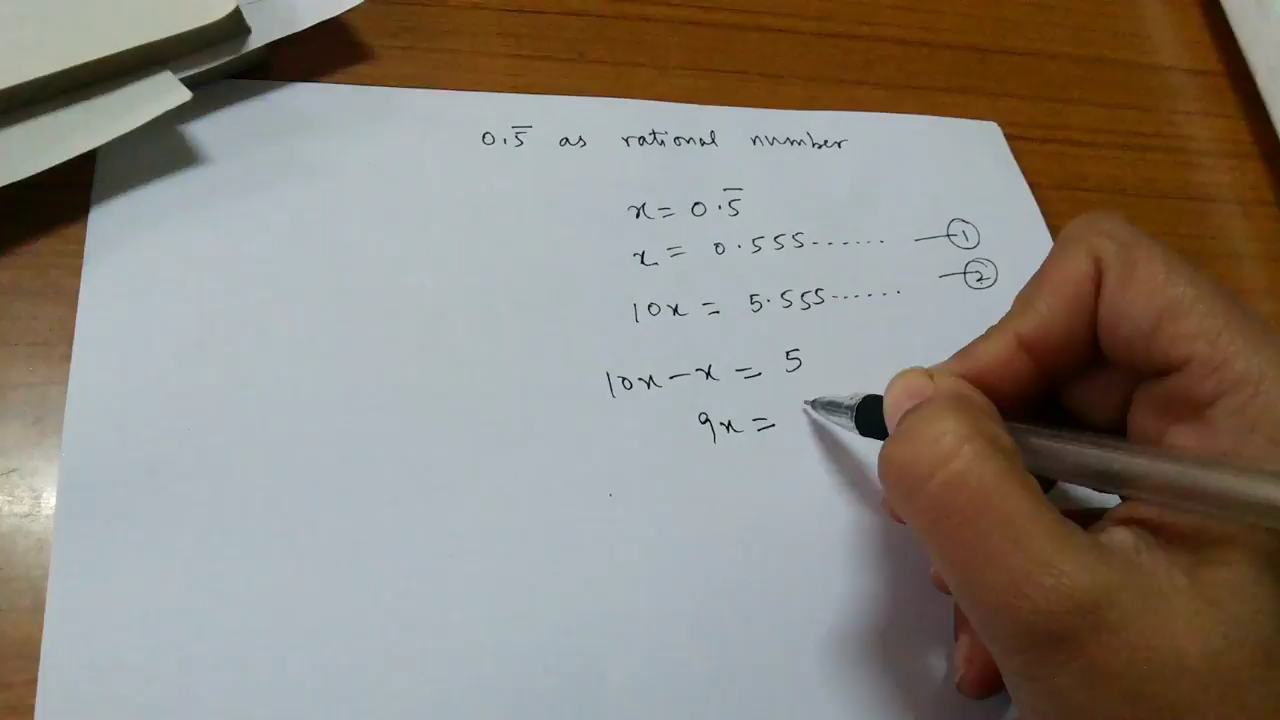 0.5̅ as rational number
x = 0.5̅
x = 0.555...... —①
—②
10x = 5.555......
10x - x = 5
9x =